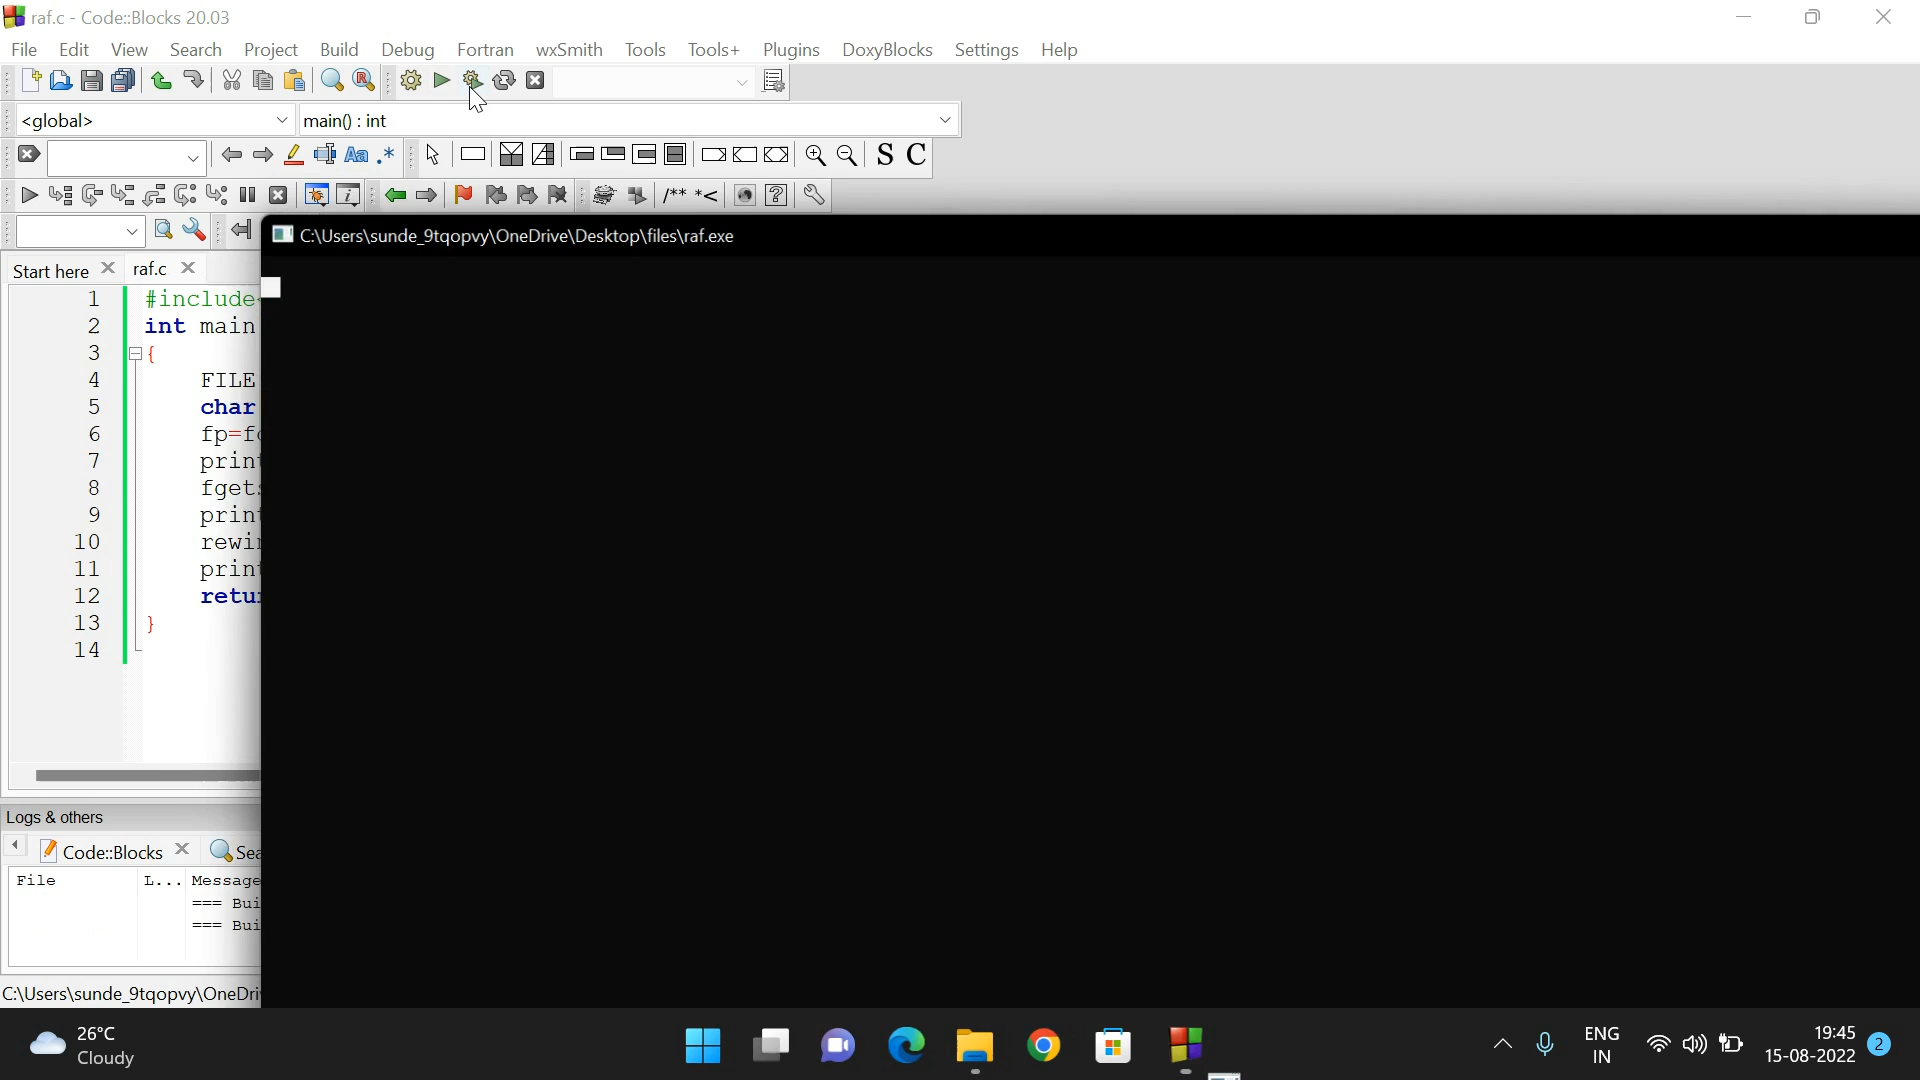 raf.c - Code::Blocks 20.03
File Edit View Search Project Build Debug Fortran wxSmith Tools Tools+ Plugins DoxyBlocks Settings Help
<global> main() : int
S C
/** *<
C:\Users\sunde_9tqopvy\OneDrive\Desktop\files\raf.exe
Start here raf.c
1 #include
2 int main
3 {
4 FILE
5 char
6 fp=f
7 prin
8 fget
9 prin
10 rewi
11 prin
12 retu
13 }
14
Logs & others
Code::Blocks Sea
File L... Message
=== Bui
=== Bui
C:\Users\sunde_9tqopvy\OneDri
26°C
Cloudy
ENG
IN
19:45
15-08-2022
2